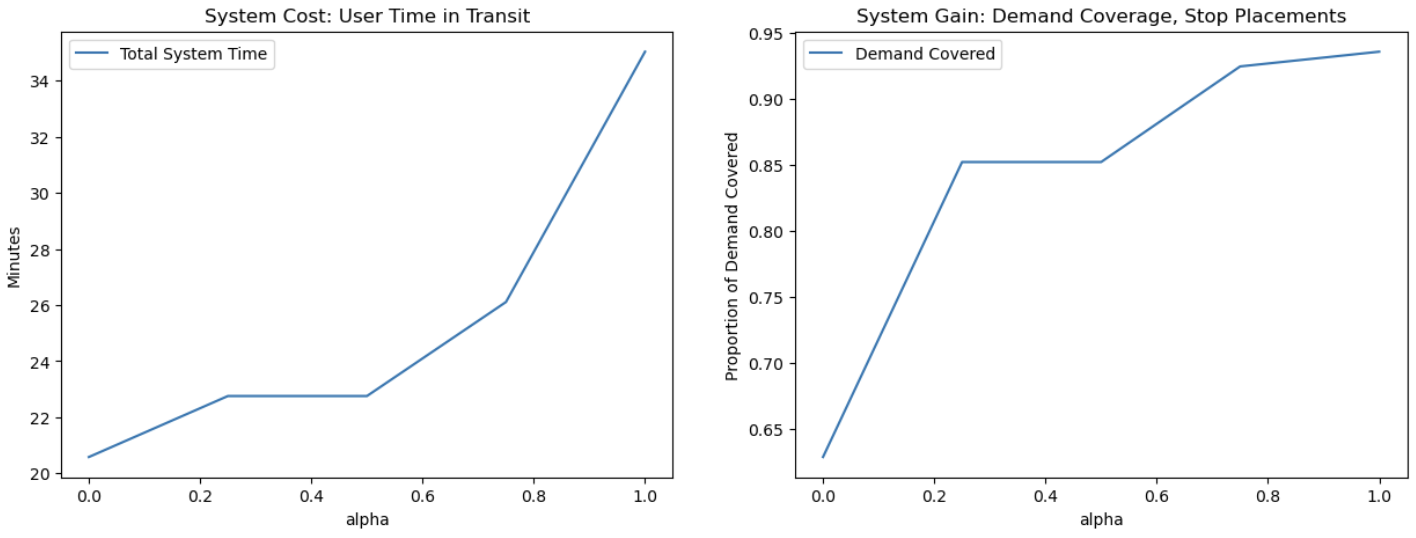 System Cost: User Time in Transit
Total System Time
Minutes
34
32
30
28
26
24
22
20
0.0 0.2 0.4 0.6 0.8 1.0
alpha
System Gain: Demand Coverage, Stop Placements
Demand Covered
Proportion of Demand Covered
0.95
0.90
0.85
0.80
0.75
0.70
0.65
0.0 0.2 0.4 0.6 0.8 1.0
alpha